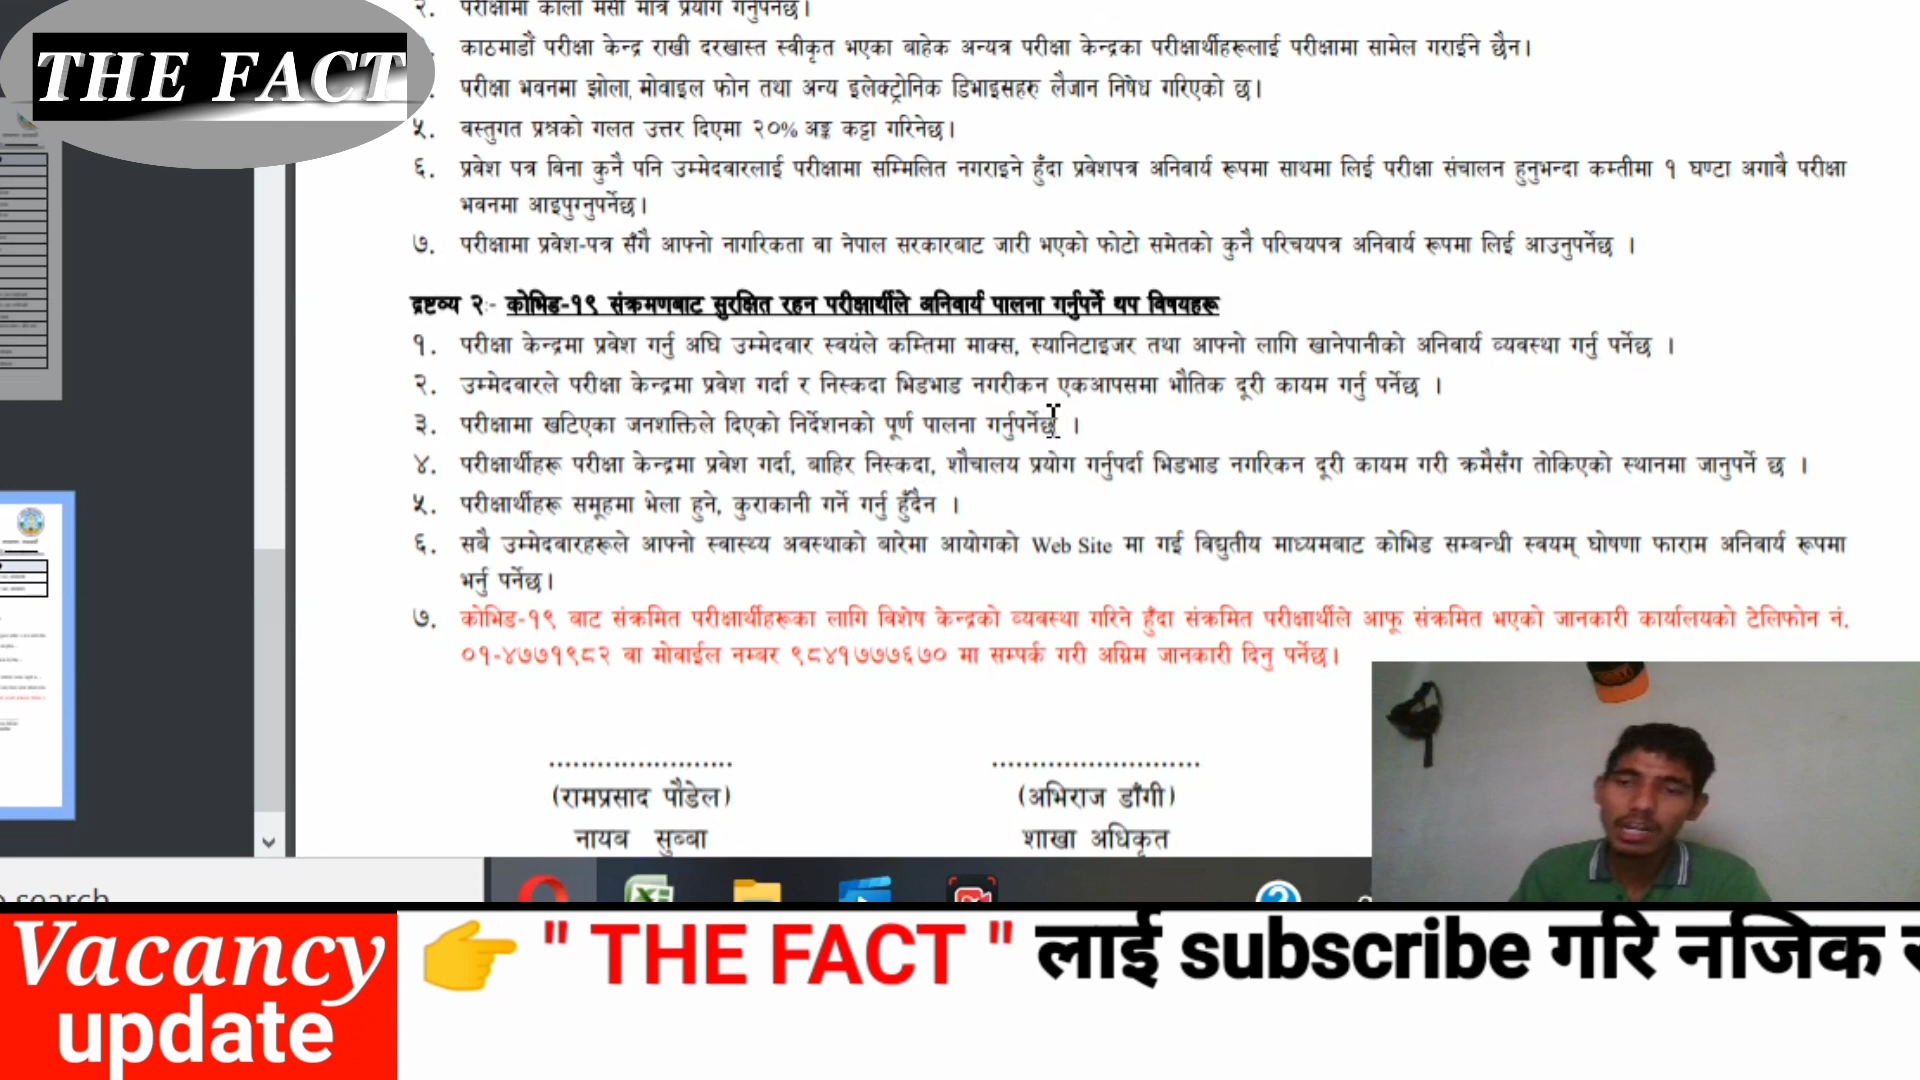 THE FACT
२. परीक्षामा कालो मसी मात्र प्रयोग गर्नुपर्नेछ।
काठमाडौं परीक्षा केन्द्र राखी दरखास्त स्वीकृत भएका बाहेक अन्यत्र परीक्षा केन्द्रका परीक्षार्थीहरूलाई परीक्षामा सामेल गराईने छैन।
परीक्षा भवनमा झोला, मोवाइल फोन तथा अन्य इलेक्ट्रोनिक डिभाइसहरु लैजान निषेध गरिएको छ।
५. वस्तुगत प्रश्नको गलत उत्तर दिएमा २०% अङ्क कट्टा गरिनेछ।
६. प्रवेश पत्र विना कुनै पनि उम्मेदवारलाई परीक्षामा सम्मिलित नगराइने हुँदा प्रवेशपत्र अनिवार्य रूपमा साथमा लिई परीक्षा संचालन हुनुभन्दा कम्तीमा १ घण्टा अगावै परीक्षा
भवनमा आइपुग्नुपर्नेछ।
७. परीक्षामा प्रवेश-पत्र सँगै आफ्नो नागरिकता वा नेपाल सरकारबाट जारी भएको फोटो समेतको कुनै परिचयपत्र अनिवार्य रूपमा लिई आउनुपर्नेछ ।
द्रष्टव्य २:- कोभिड-१९ संक्रमणबाट सुरक्षित रहन परीक्षार्थीले अनिवार्य पालना गर्नुपर्ने थप विषयहरू
१. परीक्षा केन्द्रमा प्रवेश गर्नु अघि उम्मेदवार स्वयंले कम्तिमा माक्स, स्यानिटाइजर तथा आफ्नो लागि खानेपानीको अनिवार्य व्यवस्था गर्नु पर्नेछ ।
२. उम्मेदवारले परीक्षा केन्द्रमा प्रवेश गर्दा र निस्कदा भिडभाड नगरीकन एकआपसमा भौतिक दूरी कायम गर्नु पर्नेछ ।
३. परीक्षामा खटिएका जनशक्तिले दिएको निर्देशनको पूर्ण पालना गर्नुपर्नेछ ।
४. परीक्षार्थीहरू परीक्षा केन्द्रमा प्रवेश गर्दा, बाहिर निस्कदा, शौचालय प्रयोग गर्नुपर्दा भिडभाड नगरिकन दूरी कायम गरी क्रमैसँग तोकिएको स्थानमा जानुपर्ने छ ।
५. परीक्षार्थीहरू समूहमा भेला हुने, कुराकानी गर्ने गर्नु हुँदैन ।
६. सबै उम्मेदवारहरूले आफ्नो स्वास्थ्य अवस्थाको बारेमा आयोगको Web Site मा गई विद्युतीय माध्यमबाट कोभिड सम्बन्धी स्वयम् घोषणा फाराम अनिवार्य रूपमा
भर्नु पर्नेछ।
७. कोभिड-१९ बाट संक्रमित परीक्षार्थीहरूका लागि विशेष केन्द्रको व्यवस्था गरिने हुँदा संक्रमित परीक्षार्थीले आफू संक्रमित भएको जानकारी कार्यालयको टेलिफोन नं.
०१-४७७१९८२ वा मोवाईल नम्बर ९८४१७७७६७० मा सम्पर्क गरी अग्रिम जानकारी दिनु पर्नेछ।
(रामप्रसाद पौडेल) (अभिराज डाँगी)
नायब सुब्बा शाखा अधिकृत
search
Vacancy
update
👉 " THE FACT " लाई subscribe गरि नजिक